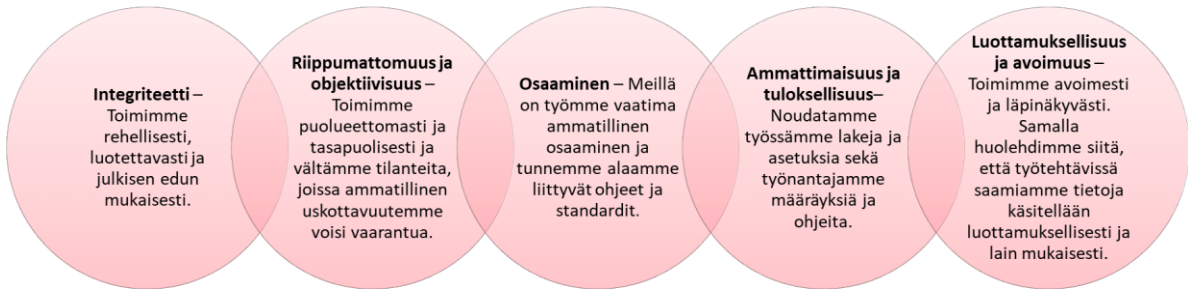 Integriteetti –
Toimimme
rehellisesti,
luotettavasti ja
julkisen edun
mukaisesti.
Riippumattomuus ja
objektiivisuus –
Toimimme
puolueettomasti ja
tasapuolisesti ja
vältämme tilanteita,
joissa ammatillinen
uskottavuutemme
voisi vaarantua.
Osaaminen – Meillä
on työmme vaatima
ammatillinen
osaaminen ja
tunnemme alaamme
liittyvät ohjeet ja
standardit.
Ammattimaisuus ja
tuloksellisuus–
Noudatamme
työssämme lakeja ja
asetuksia sekä
työnantajamme
määräyksiä ja
ohjeita.
Luottamuksellisuus
ja avoimuus –
Toimimme avoimesti
ja läpinäkyvästi.
Samalla
huolehdimme siitä,
että työtehtävissä
saamiamme tietoja
käsitellään
luottamuksellisesti ja
lain mukaisesti.